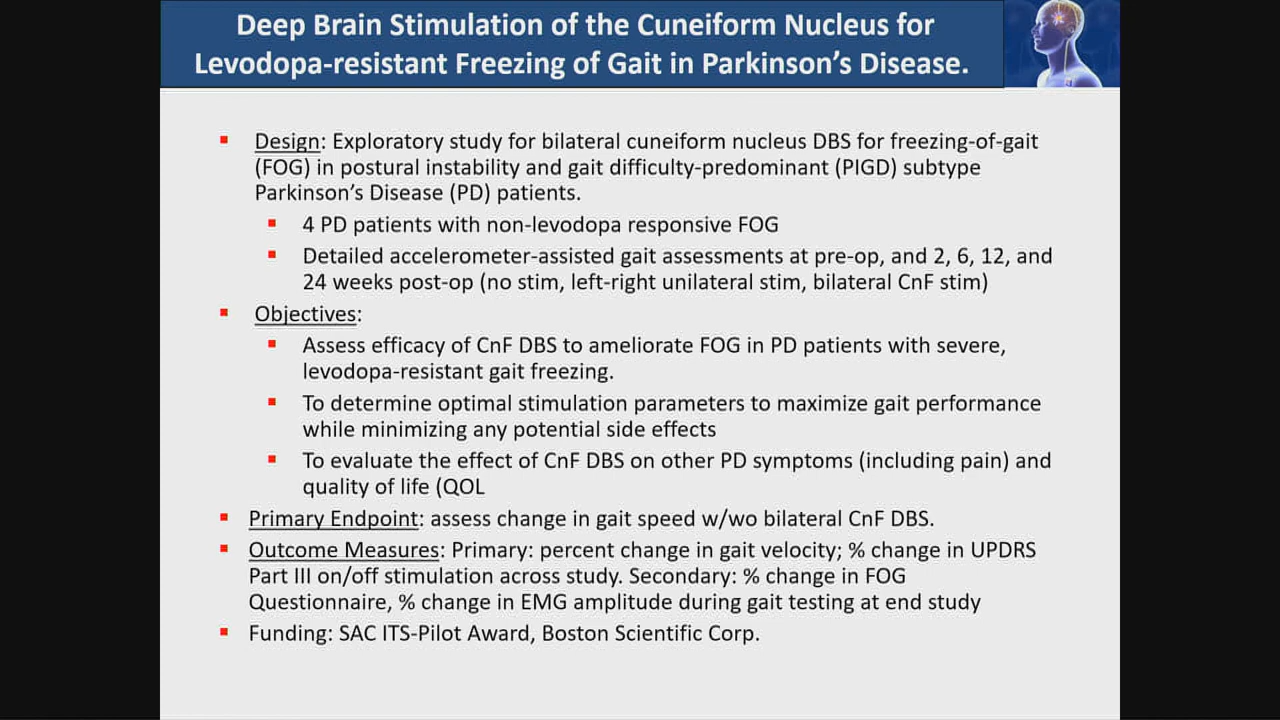 Deep Brain Stimulation of the Cuneiform Nucleus for
Levodopa-resistant Freezing of Gait in Parkinson's Disease.
Design: Exploratory study for bilateral cuneiform nucleus DBS for freezing-of-gait
(FOG) in postural instability and gait difficulty-predominant (PIGD) subtype
Parkinson's Disease (PD) patients.
4 PD patients with non-levodopa responsive FOG
Detailed accelerometer-assisted gait assessments at pre-op, and 2, 6, 12, and
24 weeks post-op (no stim, left-right unilateral stim, bilateral CnF stim)
Objectives:
Assess efficacy of CnF DBS to ameliorate FOG in PD patients with severe,
levodopa-resistant gait freezing.
To determine optimal stimulation parameters to maximize gait performance
while minimizing any potential side effects
To evaluate the effect of CnF DBS on other PD symptoms (including pain) and
quality of life (QOL
Primary Endpoint: assess change in gait speed w/wo bilateral CnF DBS.
Outcome Measures: Primary: percent change in gait velocity; % change in UPDRS
Part III on/off stimulation across study. Secondary: % change in FOG
Questionnaire, % change in EMG amplitude during gait testing at end study
Funding: SAC ITS-Pilot Award, Boston Scientific Corp.